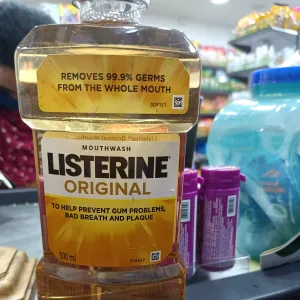 REMOVES 99.9% GERMS
FROM THE WHOLE MOUTH
MOUTHWASH
LISTERINE®
ORIGINAL
TO HELP PREVENT GUM PROBLEMS,
BAD BREATH AND PLAQUE
500 ml